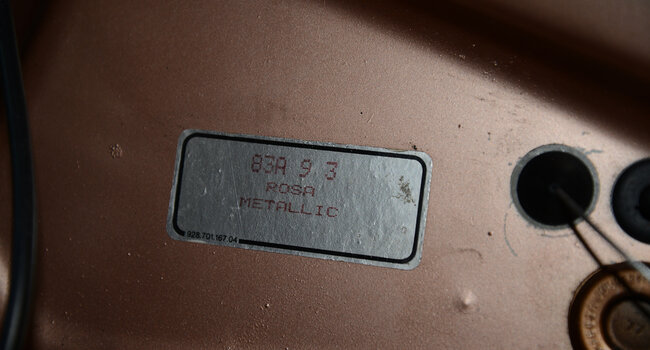 83A 9 3
ROSA
METALLIC
928.701.167.04